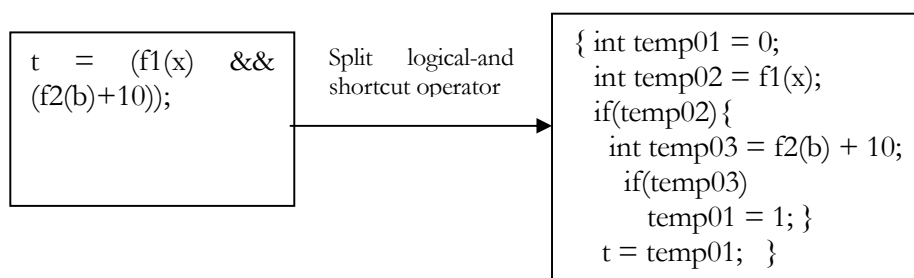 t = (f1(x) &&
(f2(b)+10));
Split logical-and
shortcut operator
{ int temp01 = 0;
int temp02 = f1(x);
if(temp02){
int temp03 = f2(b) + 10;
if(temp03)
temp01 = 1; }
t = temp01; }